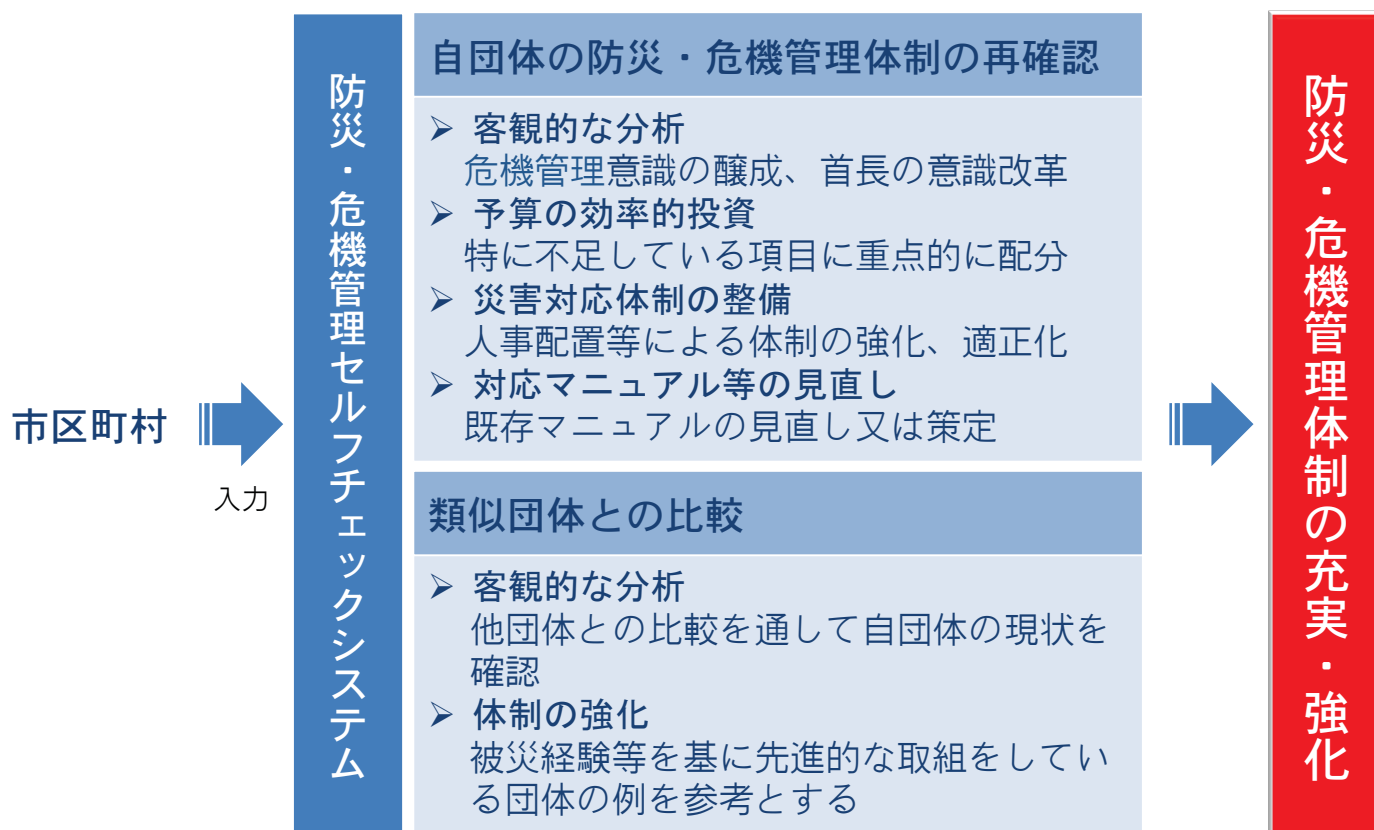 市区町村
入力
防災・危機管理セルフチェックシステム
自団体の防災・危機管理体制の再確認
➢ 客観的な分析
危機管理意識の醸成、首長の意識改革
➢ 予算の効率的投資
特に不足している項目に重点的に配分
➢ 災害対応体制の整備
人事配置等による体制の強化、適正化
➢ 対応マニュアル等の見直し
既存マニュアルの見直し又は策定
類似団体との比較
➢ 客観的な分析
他団体との比較を通して自団体の現状を
確認
➢ 体制の強化
被災経験等を基に先進的な取組をしてい
る団体の例を参考とする
防災・危機管理体制の充実・強化